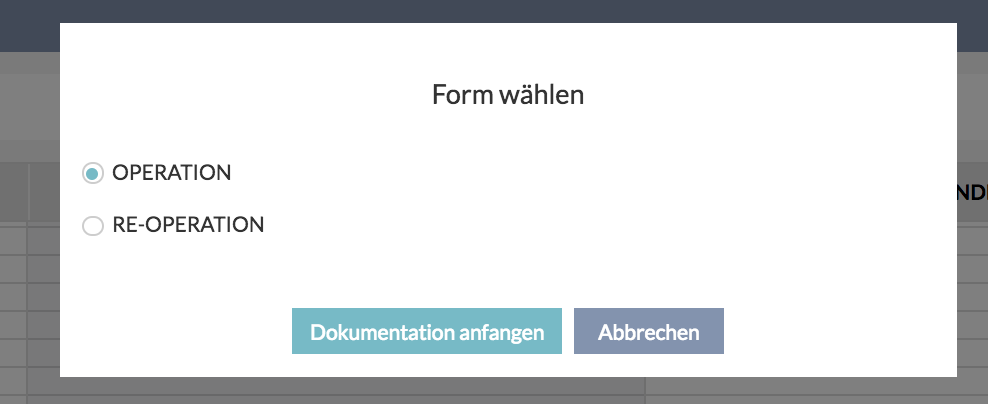 Form wählen
OPERATION
RE-OPERATION
Dokumentation anfangen
Abbrechen